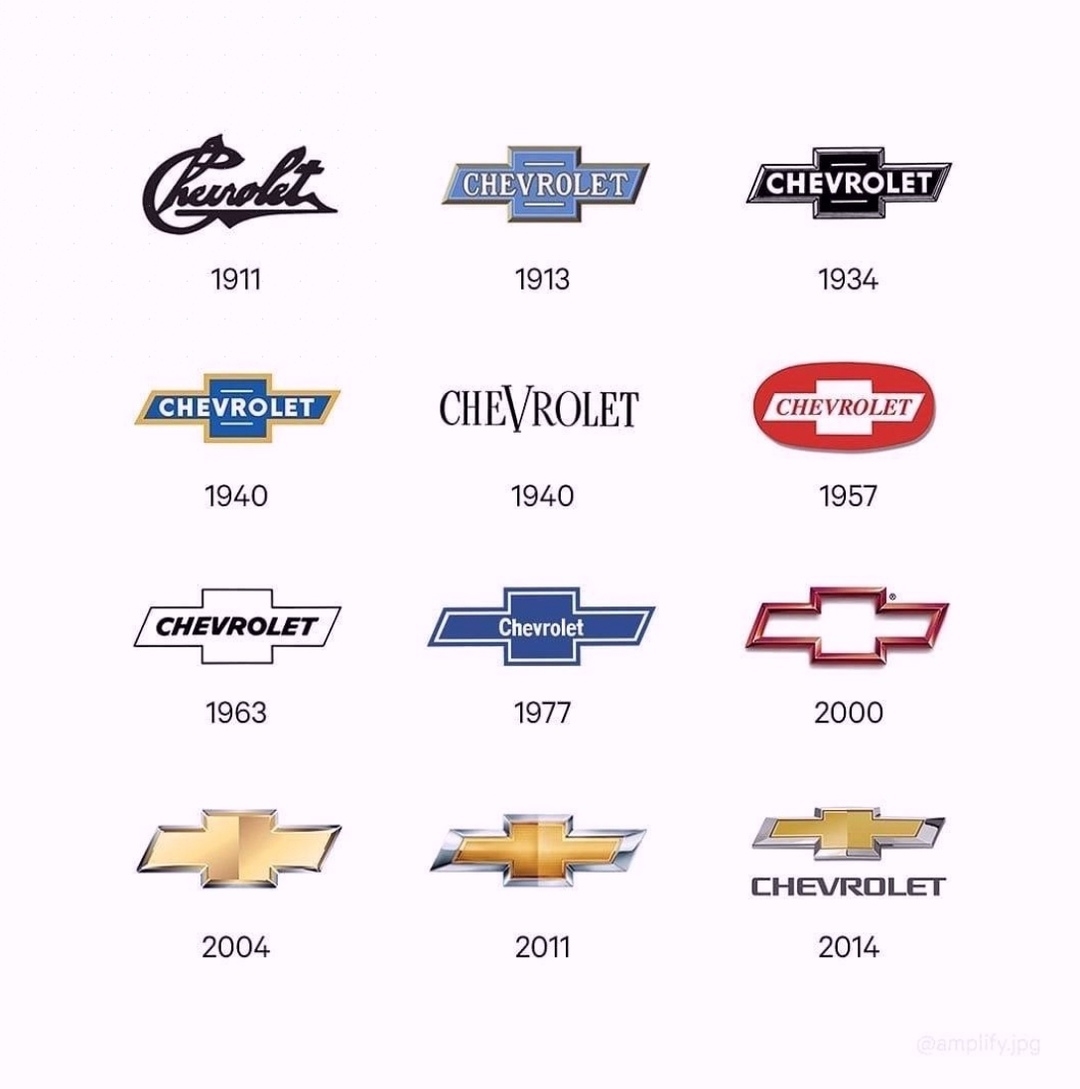 Chevrolet
CHEVROLET
CHEVROLET
1911
1913
1934
CHEVROLET
CHEVROLET
CHEVROLET
1940
1940
1957
CHEVROLET
Chevrolet
®
1963
1977
2000
CHEVROLET
2004
2011
2014
@amplify.jpg